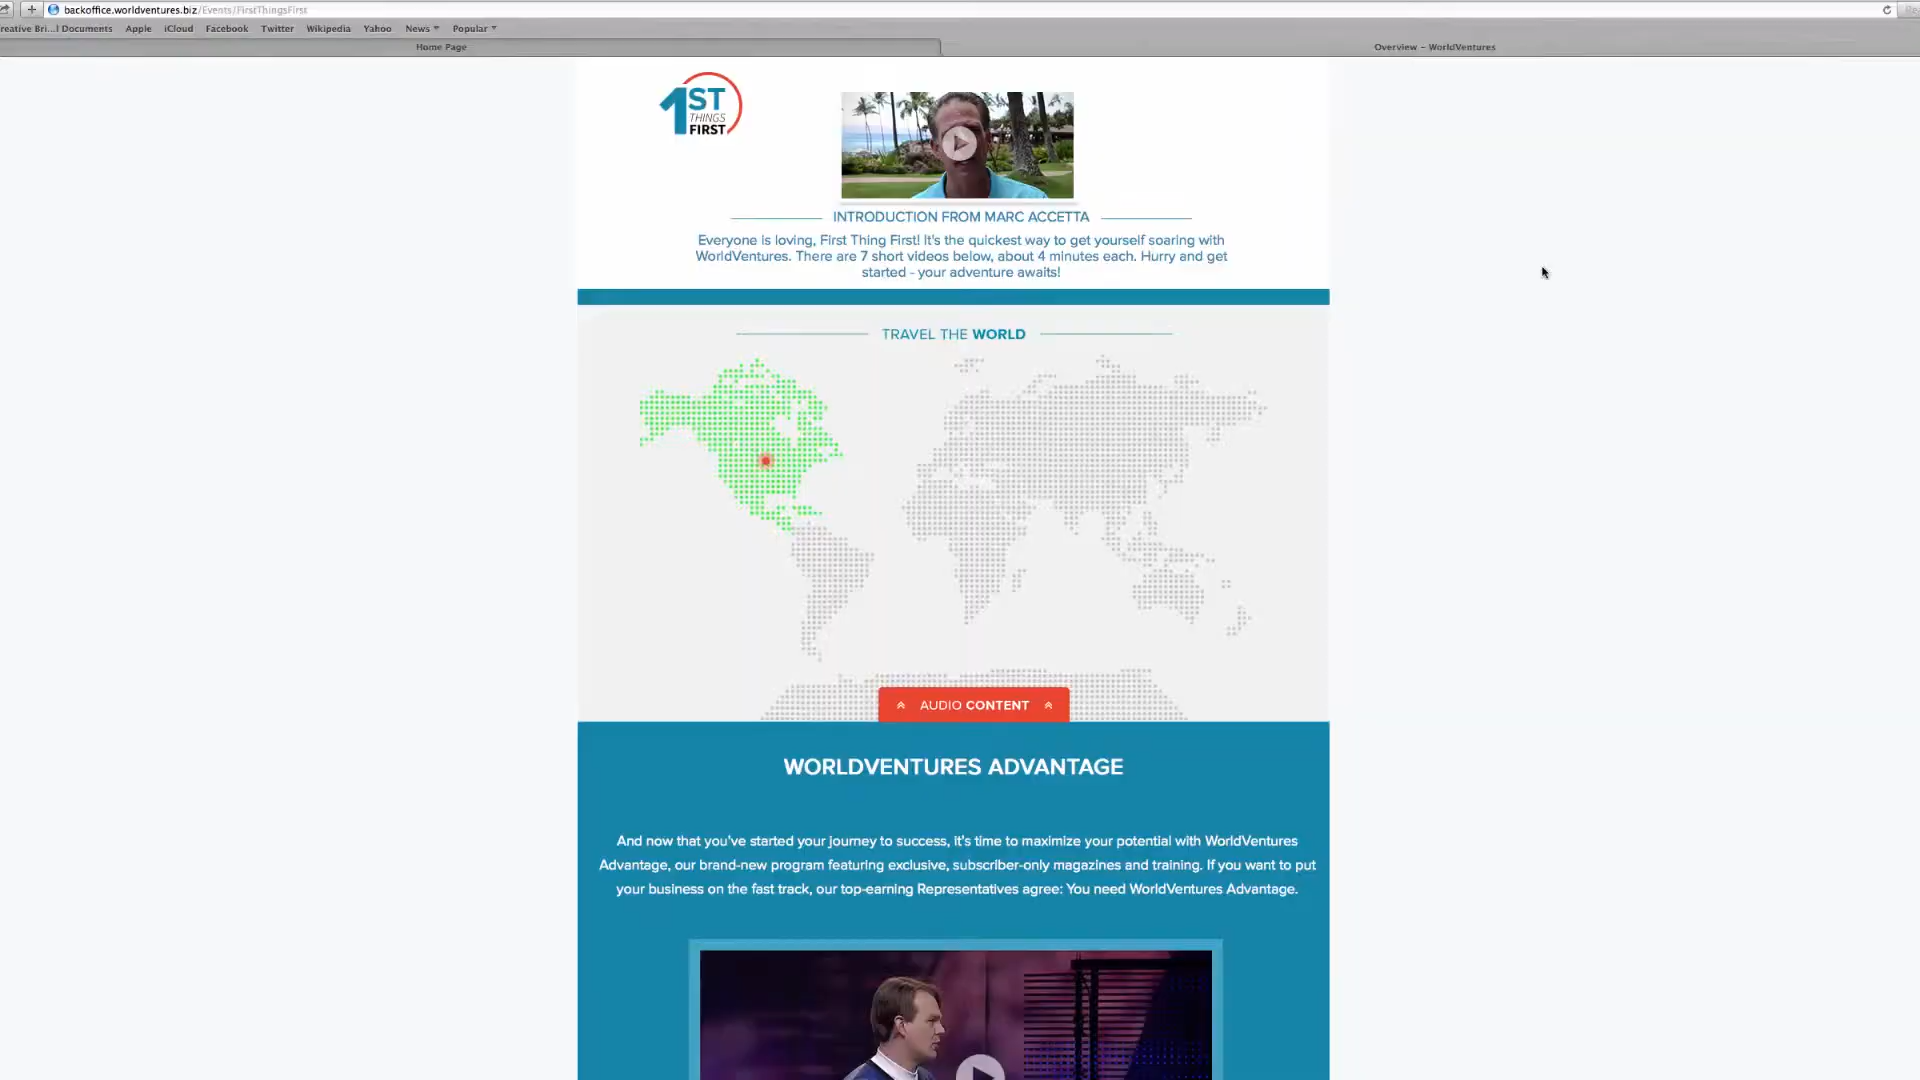 backoffice.worldventures.biz/Events/FirstThingsFirst
reative Bri...l Documents Apple iCloud Facebook Twitter Wikipedia Yahoo News Popular
Home Page Overview – WorldVentures
1ST
THINGS
FIRST
INTRODUCTION FROM MARC ACCETTA
Everyone is loving, First Thing First! It's the quickest way to get yourself soaring with
WorldVentures. There are 7 short videos below, about 4 minutes each. Hurry and get
started - your adventure awaits!
TRAVEL THE WORLD
AUDIO CONTENT
WORLDVENTURES ADVANTAGE
And now that you've started your journey to success, it's time to maximize your potential with WorldVentures
Advantage, our brand-new program featuring exclusive, subscriber-only magazines and training. If you want to put
your business on the fast track, our top-earning Representatives agree: You need WorldVentures Advantage.